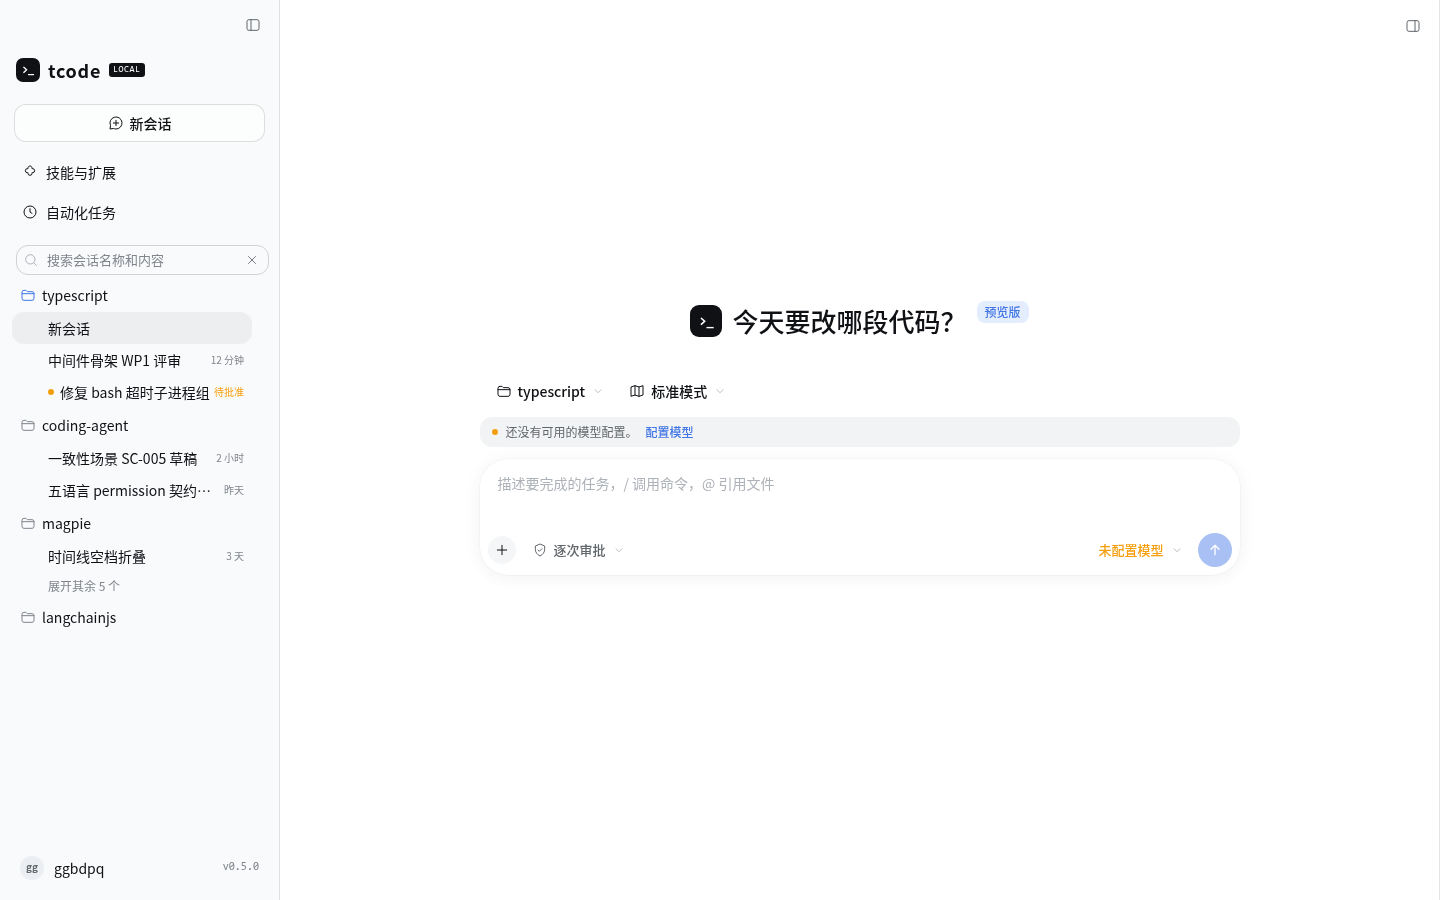 tcode LOCAL
新会话
技能与扩展
自动化任务
搜索会话名称和内容
typescript
新会话
中间件骨架 WP1 评审 12 分钟
修复 bash 超时子进程组 待批准
coding-agent
一致性场景 SC-005 草稿 2 小时
五语言 permission 契约… 昨天
magpie
时间线空档折叠 3 天
展开其余 5 个
langchainjs
gg ggbdpq v0.5.0
今天要改哪段代码？ 预览版
typescript 标准模式
还没有可用的模型配置。 配置模型
描述要完成的任务，/ 调用命令，@ 引用文件
逐次审批 未配置模型